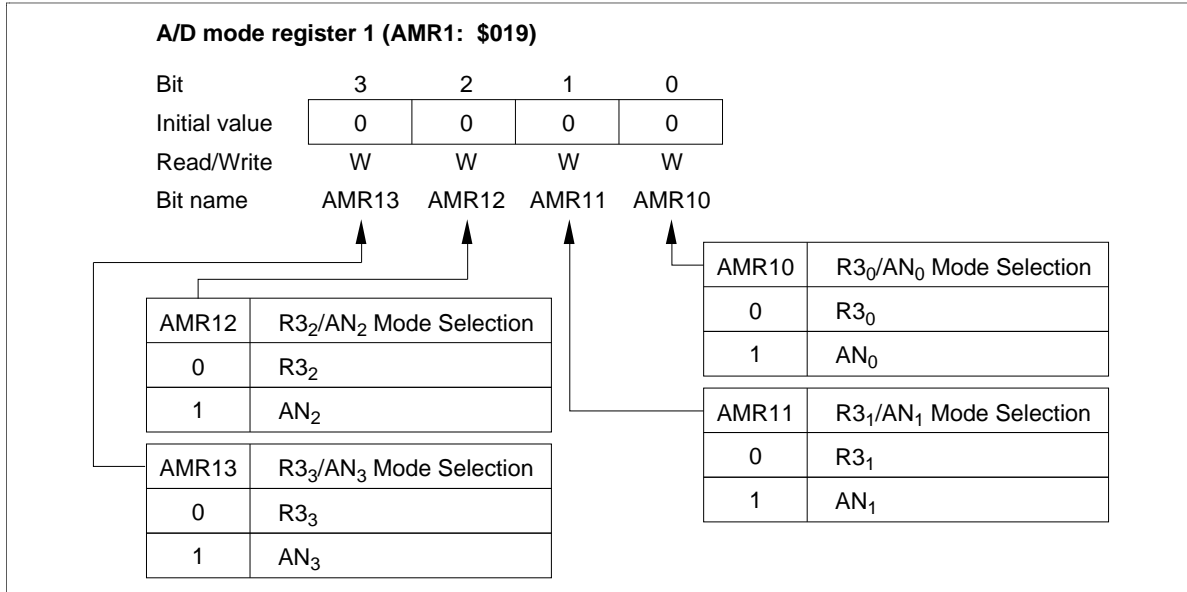 A/D mode register 1 (AMR1: $019)
Bit 3 2 1 0
Initial value 0 0 0 0
Read/Write W W W W
Bit name AMR13 AMR12 AMR11 AMR10
AMR12 R3₂/AN₂ Mode Selection
0 R3₂
1 AN₂
AMR13 R3₃/AN₃ Mode Selection
0 R3₃
1 AN₃
AMR10 R3₀/AN₀ Mode Selection
0 R3₀
1 AN₀
AMR11 R3₁/AN₁ Mode Selection
0 R3₁
1 AN₁